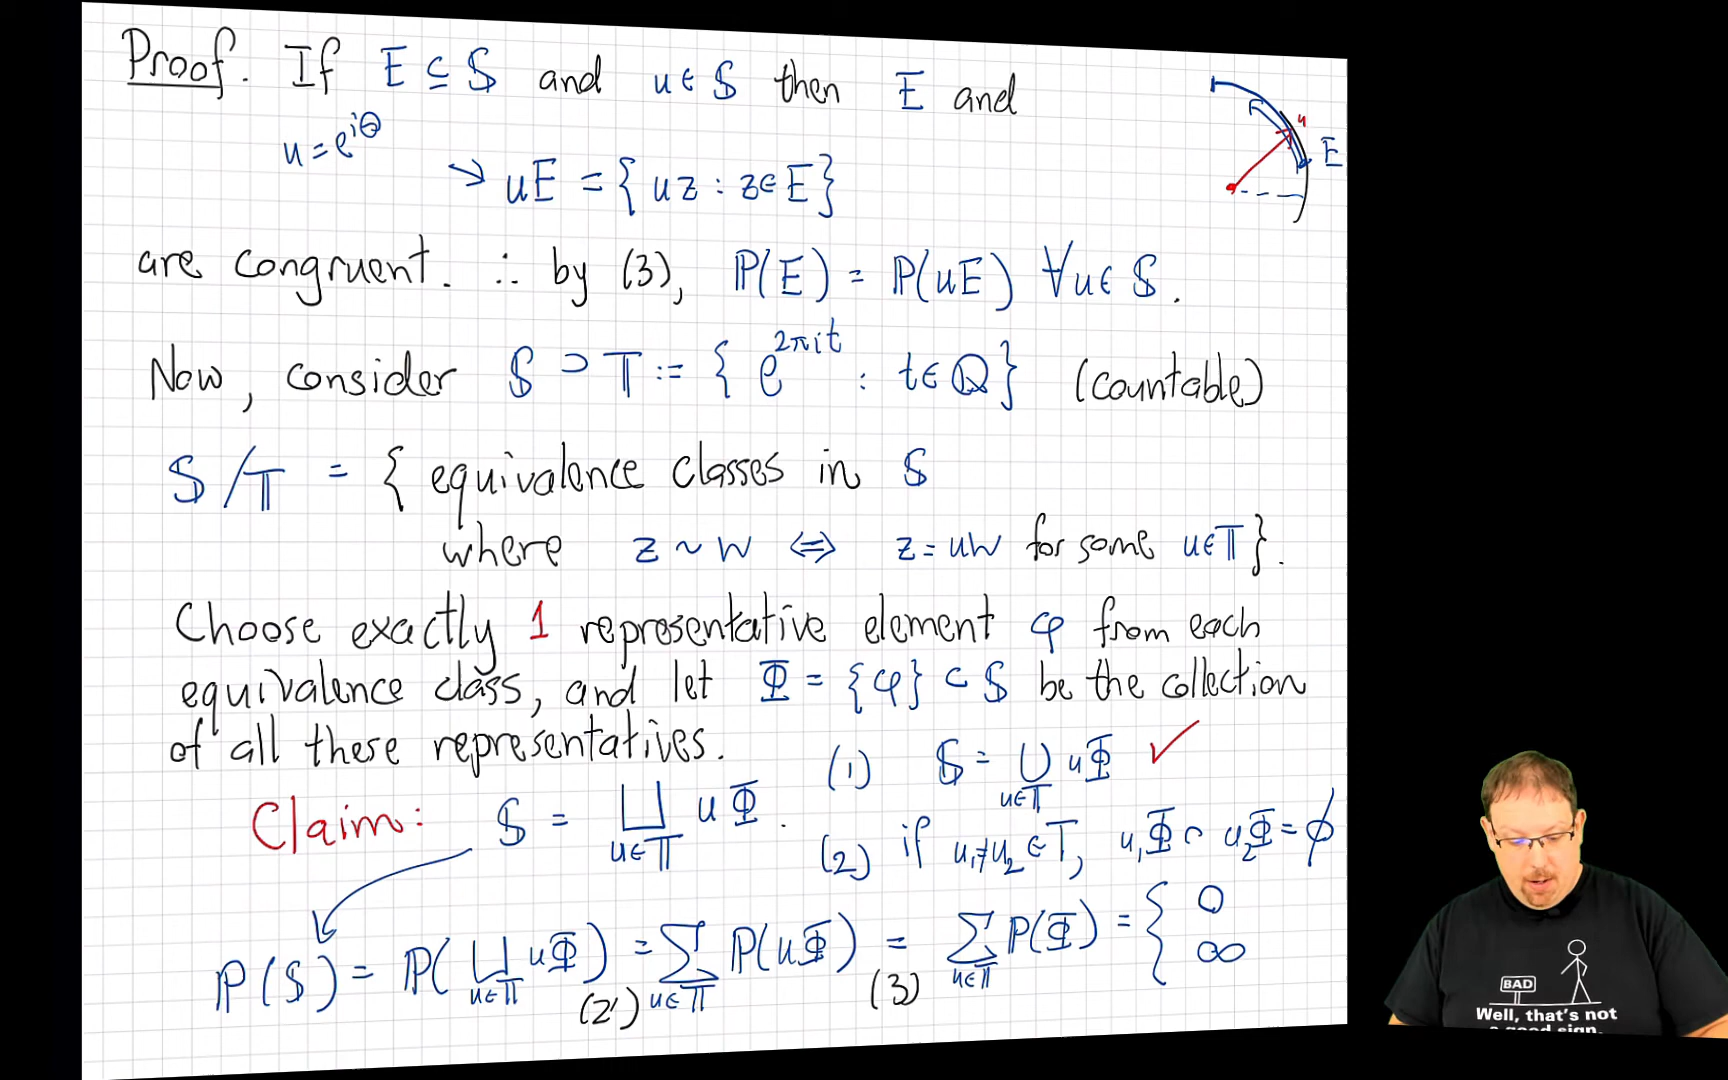 Proof. If E ⊆ 𝕊 and u ∈ 𝕊 then E and
u = e^{iθ}
→ uE = { uz : z ∈ E }
u
E
are congruent. ∴ by (3), ℙ(E) = ℙ(uE) ∀u ∈ 𝕊.
Now, consider 𝕊 ⊃ 𝕋 := { e^{2πit} : t ∈ ℚ } (countable)
𝕊/𝕋 = { equivalence classes in 𝕊
where z ~ w ⇔ z = uw for some u ∈ 𝕋 }.
Choose exactly 1 representative element φ from each
equivalence class, and let Φ = {φ} ⊂ 𝕊 be the collection
of all these representatives.
(1) 𝕊 = ⋃_{u∈𝕋} uΦ ✓
Claim: 𝕊 = ⨆_{u∈𝕋} uΦ.
(2) if u₁ ≠ u₂ ∈ 𝕋, u₁Φ ∩ u₂Φ = ∅
ℙ(𝕊) = ℙ(⨆_{u∈𝕋} uΦ) =_{(2')} Σ_{u∈𝕋} ℙ(uΦ) =_{(3)} Σ_{u∈𝕋} ℙ(Φ) = { 0
∞
BAD
Well, that's not
a good sign.